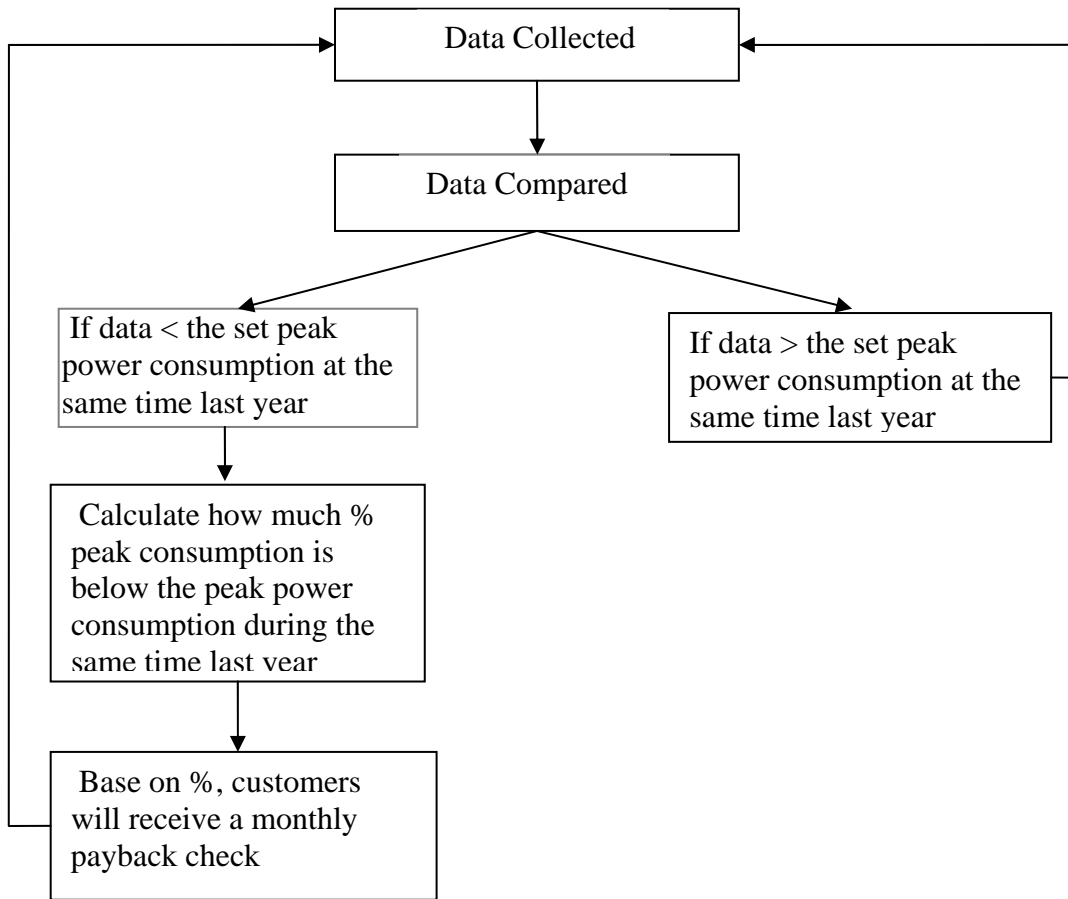 Data Collected
Data Compared
If data < the set peak
power consumption at the
same time last year
If data > the set peak
power consumption at the
same time last year
Calculate how much %
peak consumption is
below the peak power
consumption during the
same time last year
Base on %, customers
will receive a monthly
payback check